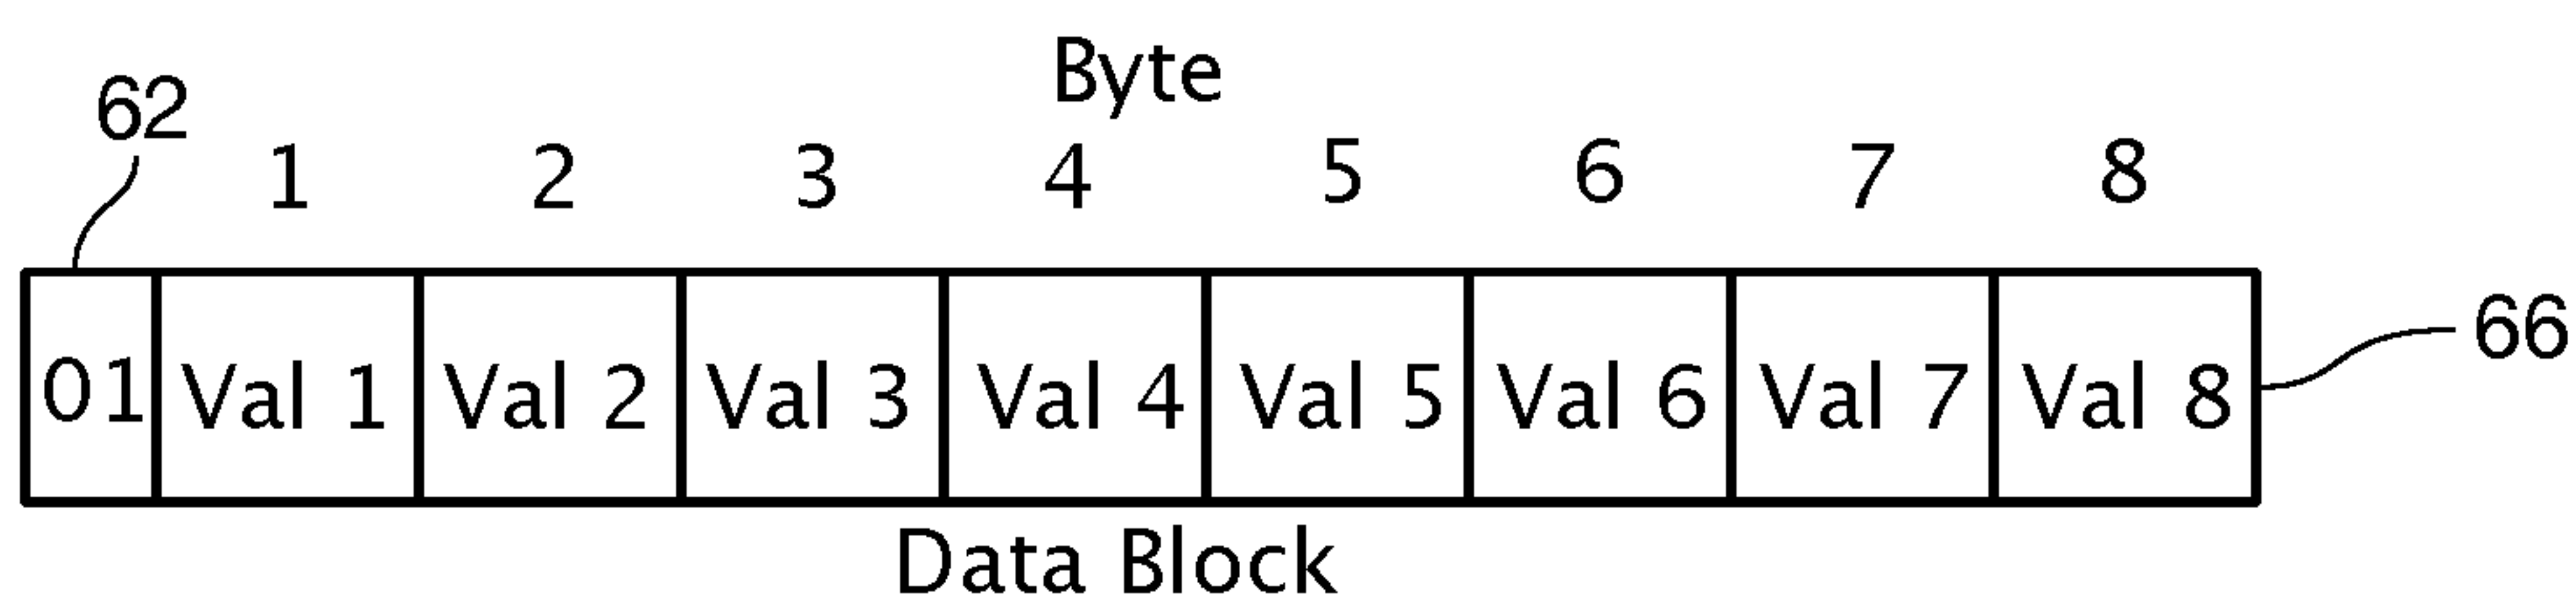 Byte
62
1 2 3 4 5 6 7 8
01 Val 1 Val 2 Val 3 Val 4 Val 5 Val 6 Val 7 Val 8
66
Data Block